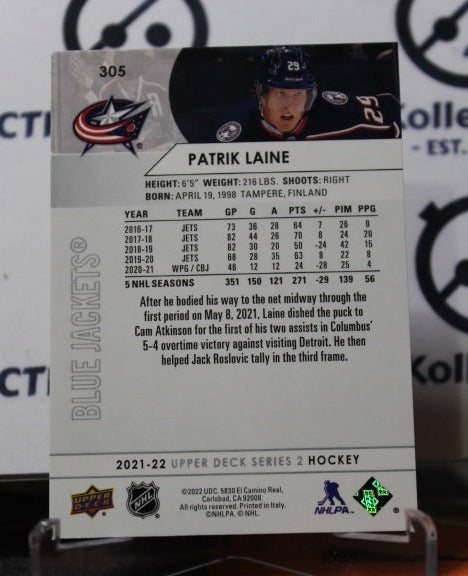 305
29
29
PATRIK LAINE
HEIGHT: 6'5" WEIGHT: 216 LBS. SHOOTS: RIGHT
BORN: APRIL 19, 1998 TAMPERE, FINLAND
YEAR TEAM GP G A PTS +/- PIM PPG
2016-17 JETS 73 36 28 64 7 26 9
2017-18 JETS 82 44 26 70 8 24 20
2018-19 JETS 82 30 20 50 -24 42 15
2019-20 JETS 68 28 35 63 8 22 8
2020-21 WPG / CBJ 46 12 12 24 -28 25 4
5 NHL SEASONS 351 150 121 271 -29 139 56
After he bodied his way to the net midway through the
first period on May 8, 2021, Laine dished the puck to
Cam Atkinson for the first of his two assists in Columbus'
5-4 overtime victory against visiting Detroit. He then
helped Jack Roslovic tally in the third frame.
BLUE JACKETS®
2021-22 UPPER DECK SERIES 2 HOCKEY
UPPER DECK
NHL
©2022 UDC. 5830 El Camino Real,
Carlsbad, CA 92008.
All rights reserved. Printed in Italy.
©NHLPA. © NHL.
NHLPA